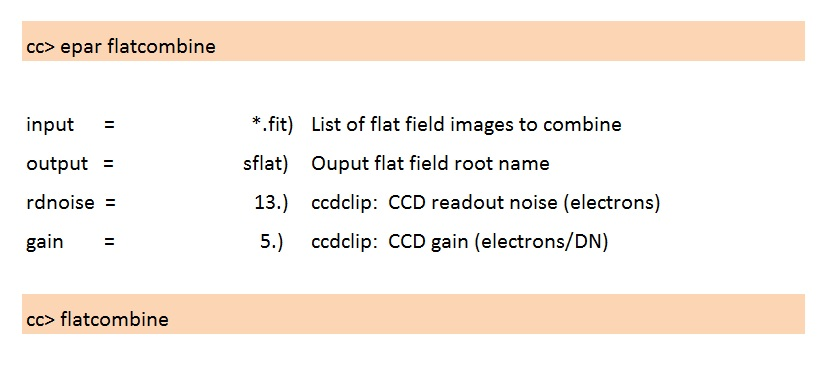 cc> epar flatcombine
input = *.fit) List of flat field images to combine
output = sflat) Ouput flat field root name
rdnoise = 13.) ccdclip: CCD readout noise (electrons)
gain = 5.) ccdclip: CCD gain (electrons/DN)
cc> flatcombine